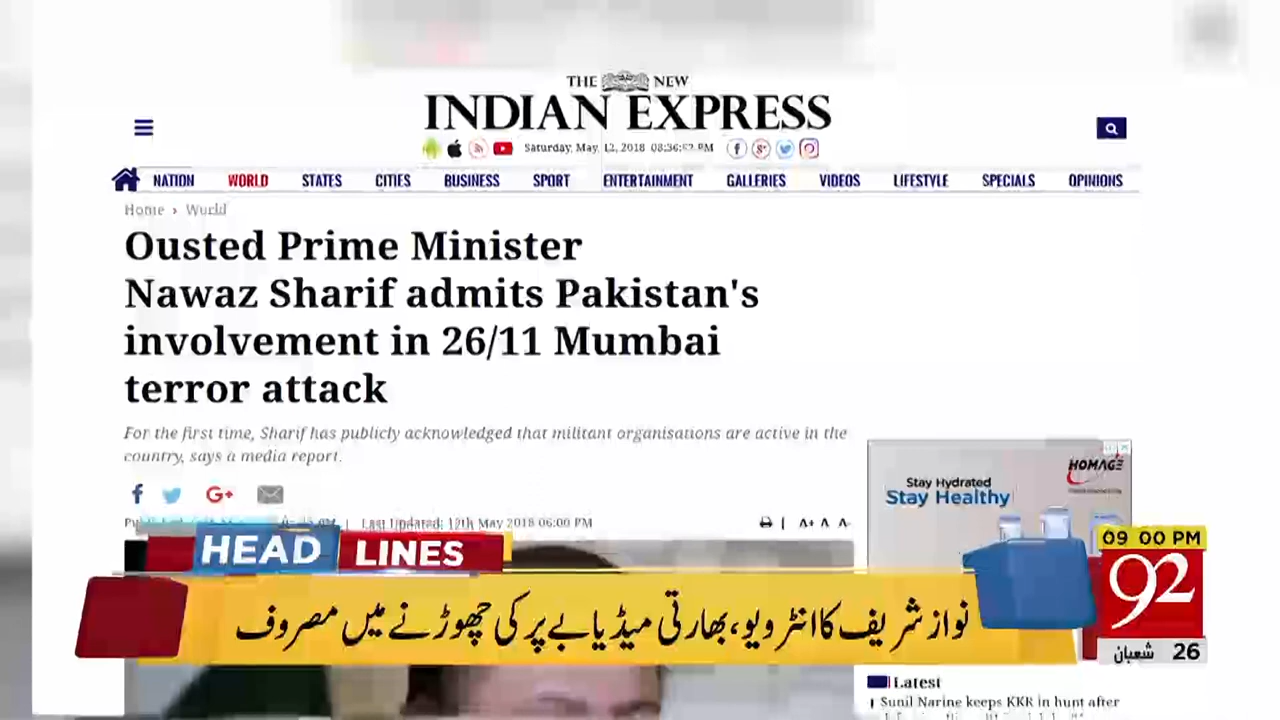 THE NEW
INDIAN EXPRESS
Saturday, May, 12, 2018 08:36:52 PM
NATION WORLD STATES CITIES BUSINESS SPORT ENTERTAINMENT GALLERIES VIDEOS LIFESTYLE SPECIALS OPINIONS
Home › World
Ousted Prime Minister
Nawaz Sharif admits Pakistan's
involvement in 26/11 Mumbai
terror attack
For the first time, Sharif has publicly acknowledged that militant organisations are active in the
country, says a media report.
HOMAGE
Stay Hydrated
Stay Healthy
G+
Last Updated: 12th May 2018 06:00 PM
A+ A A-
HEAD LINES
09 00 PM
92
نواز شریف کا انٹرویو، بھارتی میڈیا بے پر کی چھوڑنے میں مصروف
26 شعبان
Latest
Sunil Narine keeps KKR in hunt after